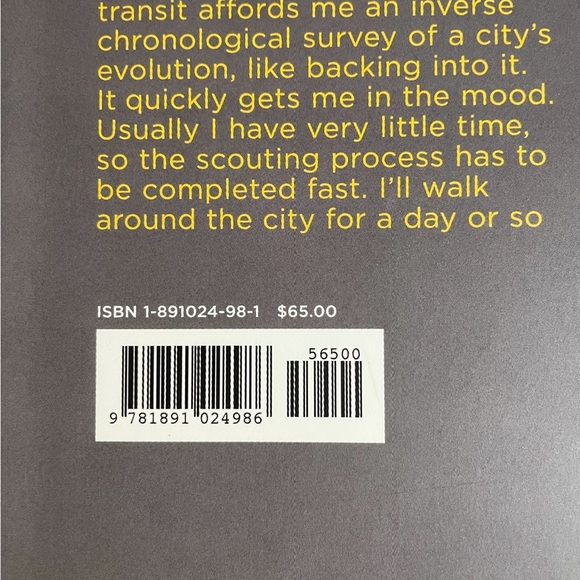 transit affords me an inverse
chronological survey of a city's
evolution, like backing into it.
It quickly gets me in the mood.
Usually I have very little time,
so the scouting process has to
be completed fast. I'll walk
around the city for a day or so
ISBN 1-891024-98-1 $65.00
56500
9 781891 024986